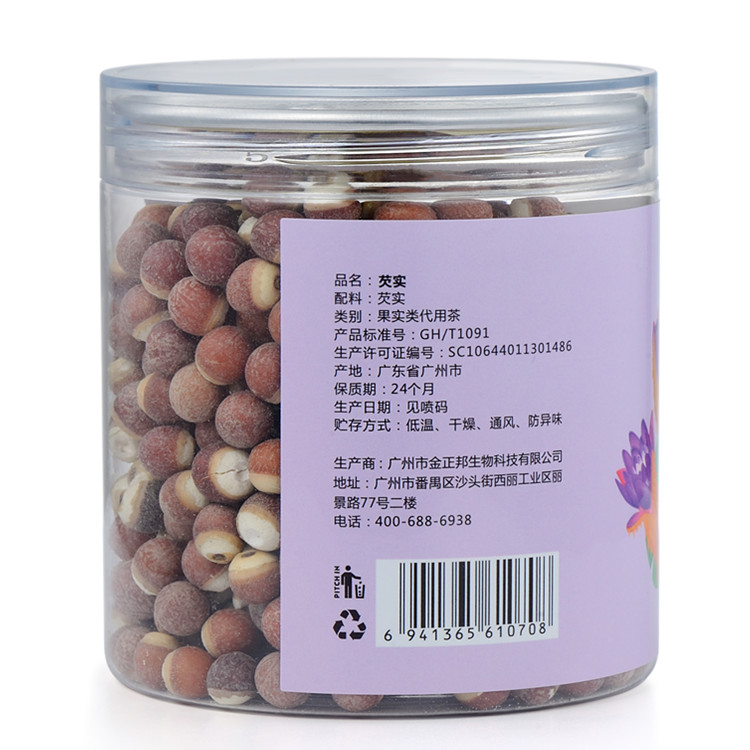 品名：芡实
配料：芡实
类别：果实类代用茶
产品标准号：GH/T1091
生产许可证编号：SC10644011301486
产地：广东省广州市
保质期：24个月
生产日期：见喷码
贮存方式：低温、干燥、通风、防异味
生产商：广州市金正邦生物科技有限公司
地址：广州市番禺区沙头街西丽工业区丽
景路77号二楼
电话：400-688-6938
PITCH IN
6 941365 610708